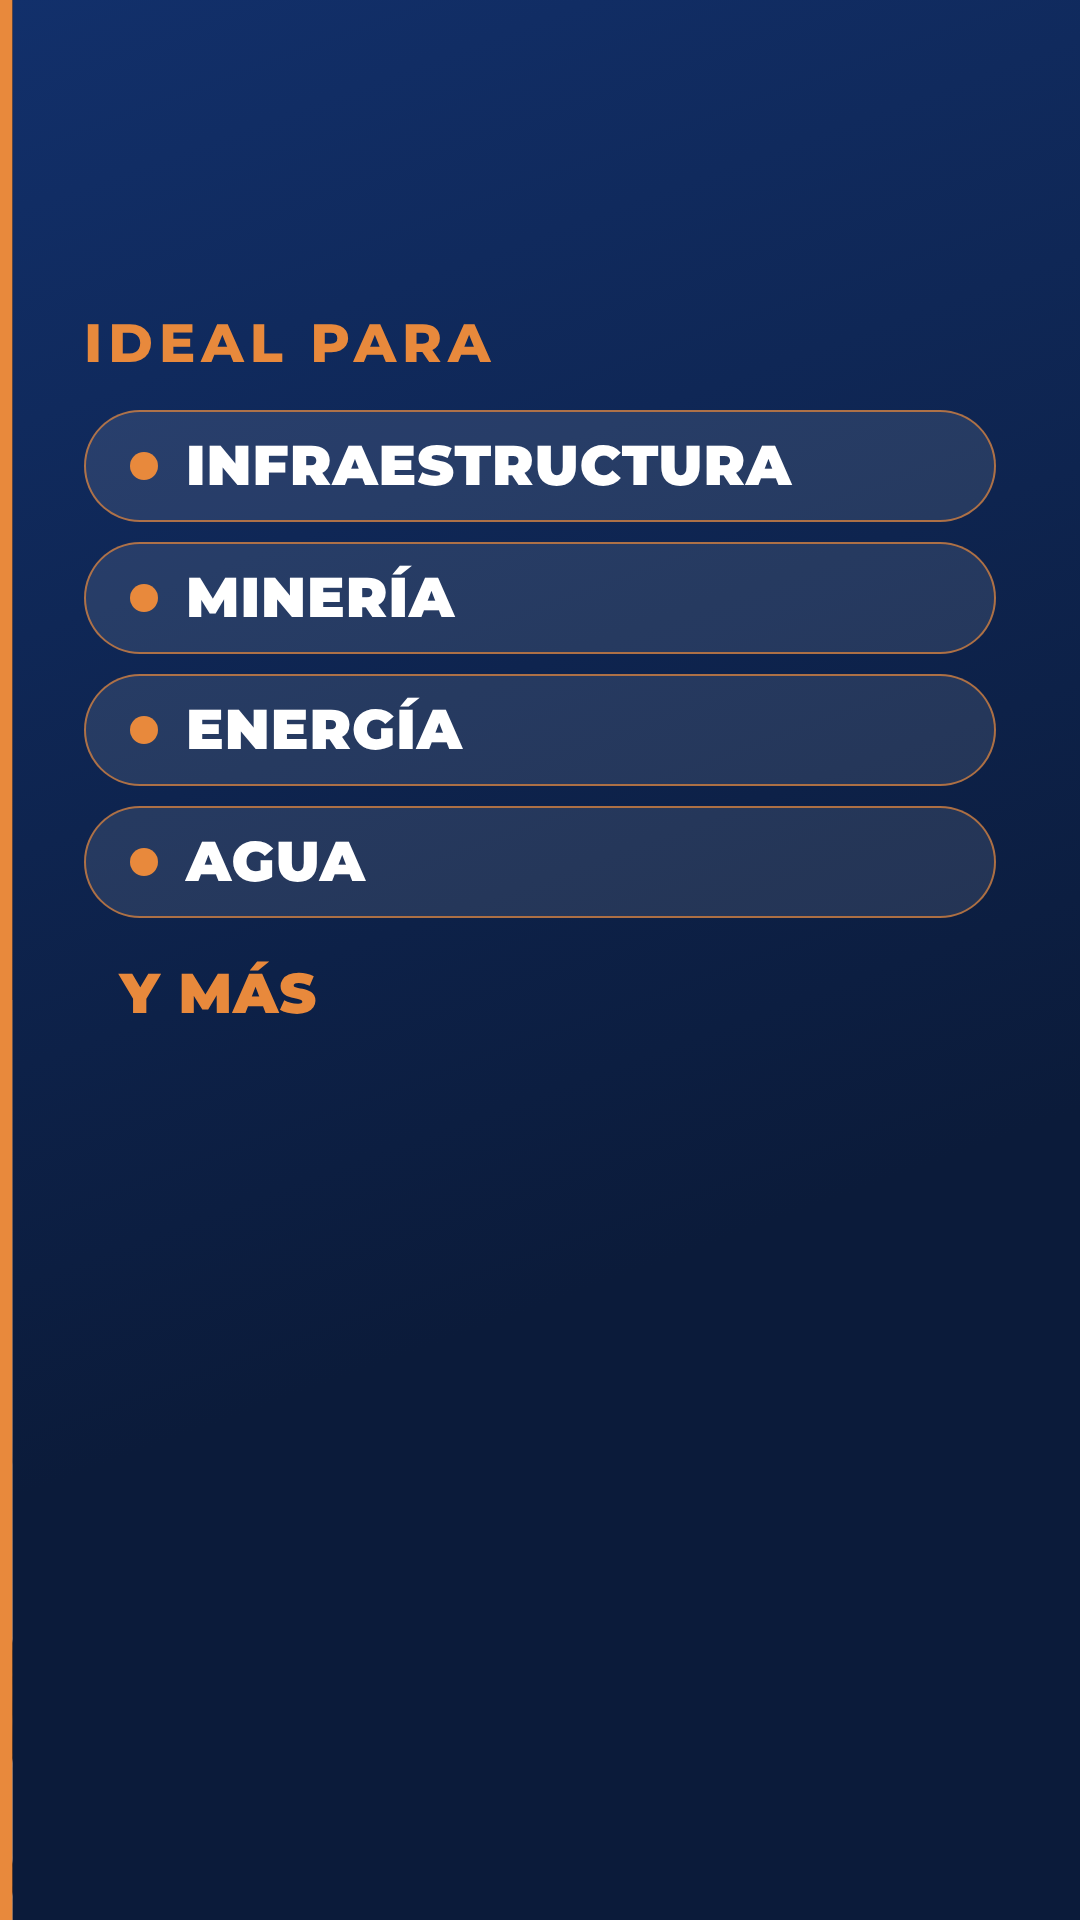 IDEAL PARA
INFRAESTRUCTURA
MINERÍA
ENERGÍA
AGUA
Y MÁS